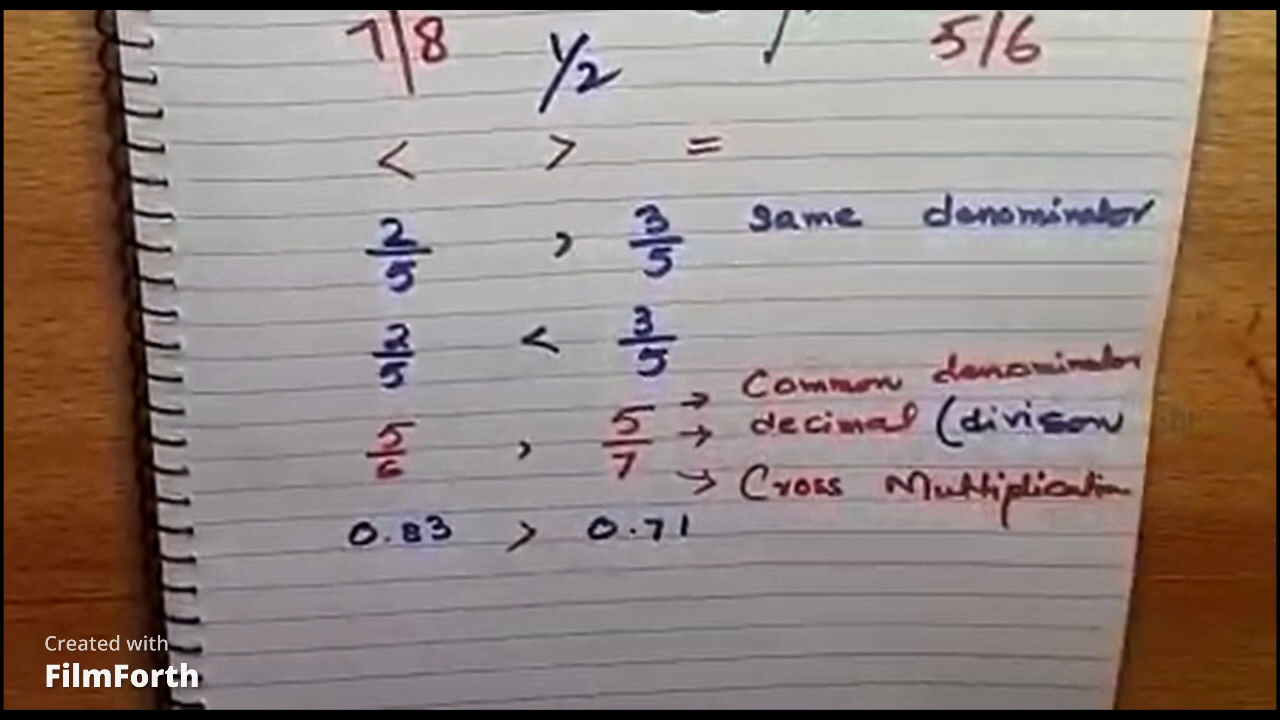 7/8 1/2 5/6
< > =
2/5 , 3/5 same denominator
2/5 < 3/5
5/6 , 5/7 → Common denominator
→ decimal (divison
→ Cross Multiplication
0.83 > 0.71
Created with
FilmForth